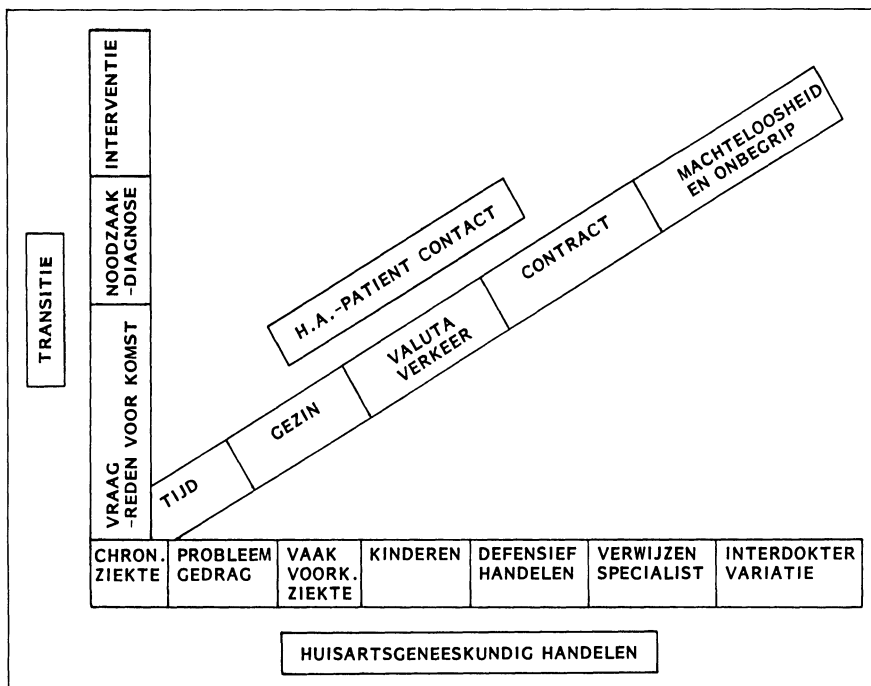 TRANSITIE
INTERVENTIE
NOODZAAK
-DIAGNOSE
VRAAG
-REDEN VOOR KOMST
H.A.-PATIENT CONTACT
TIJD
GEZIN
VALUTA
VERKEER
CONTRACT
MACHTELOOSHEID
EN ONBEGRIP
CHRON.
ZIEKTE
PROBLEEM
GEDRAG
VAAK
VOORK.
ZIEKTE
KINDEREN
DEFENSIEF
HANDELEN
VERWIJZEN
SPECIALIST
INTERDOKTER
VARIATIE
HUISARTSGENEESKUNDIG HANDELEN